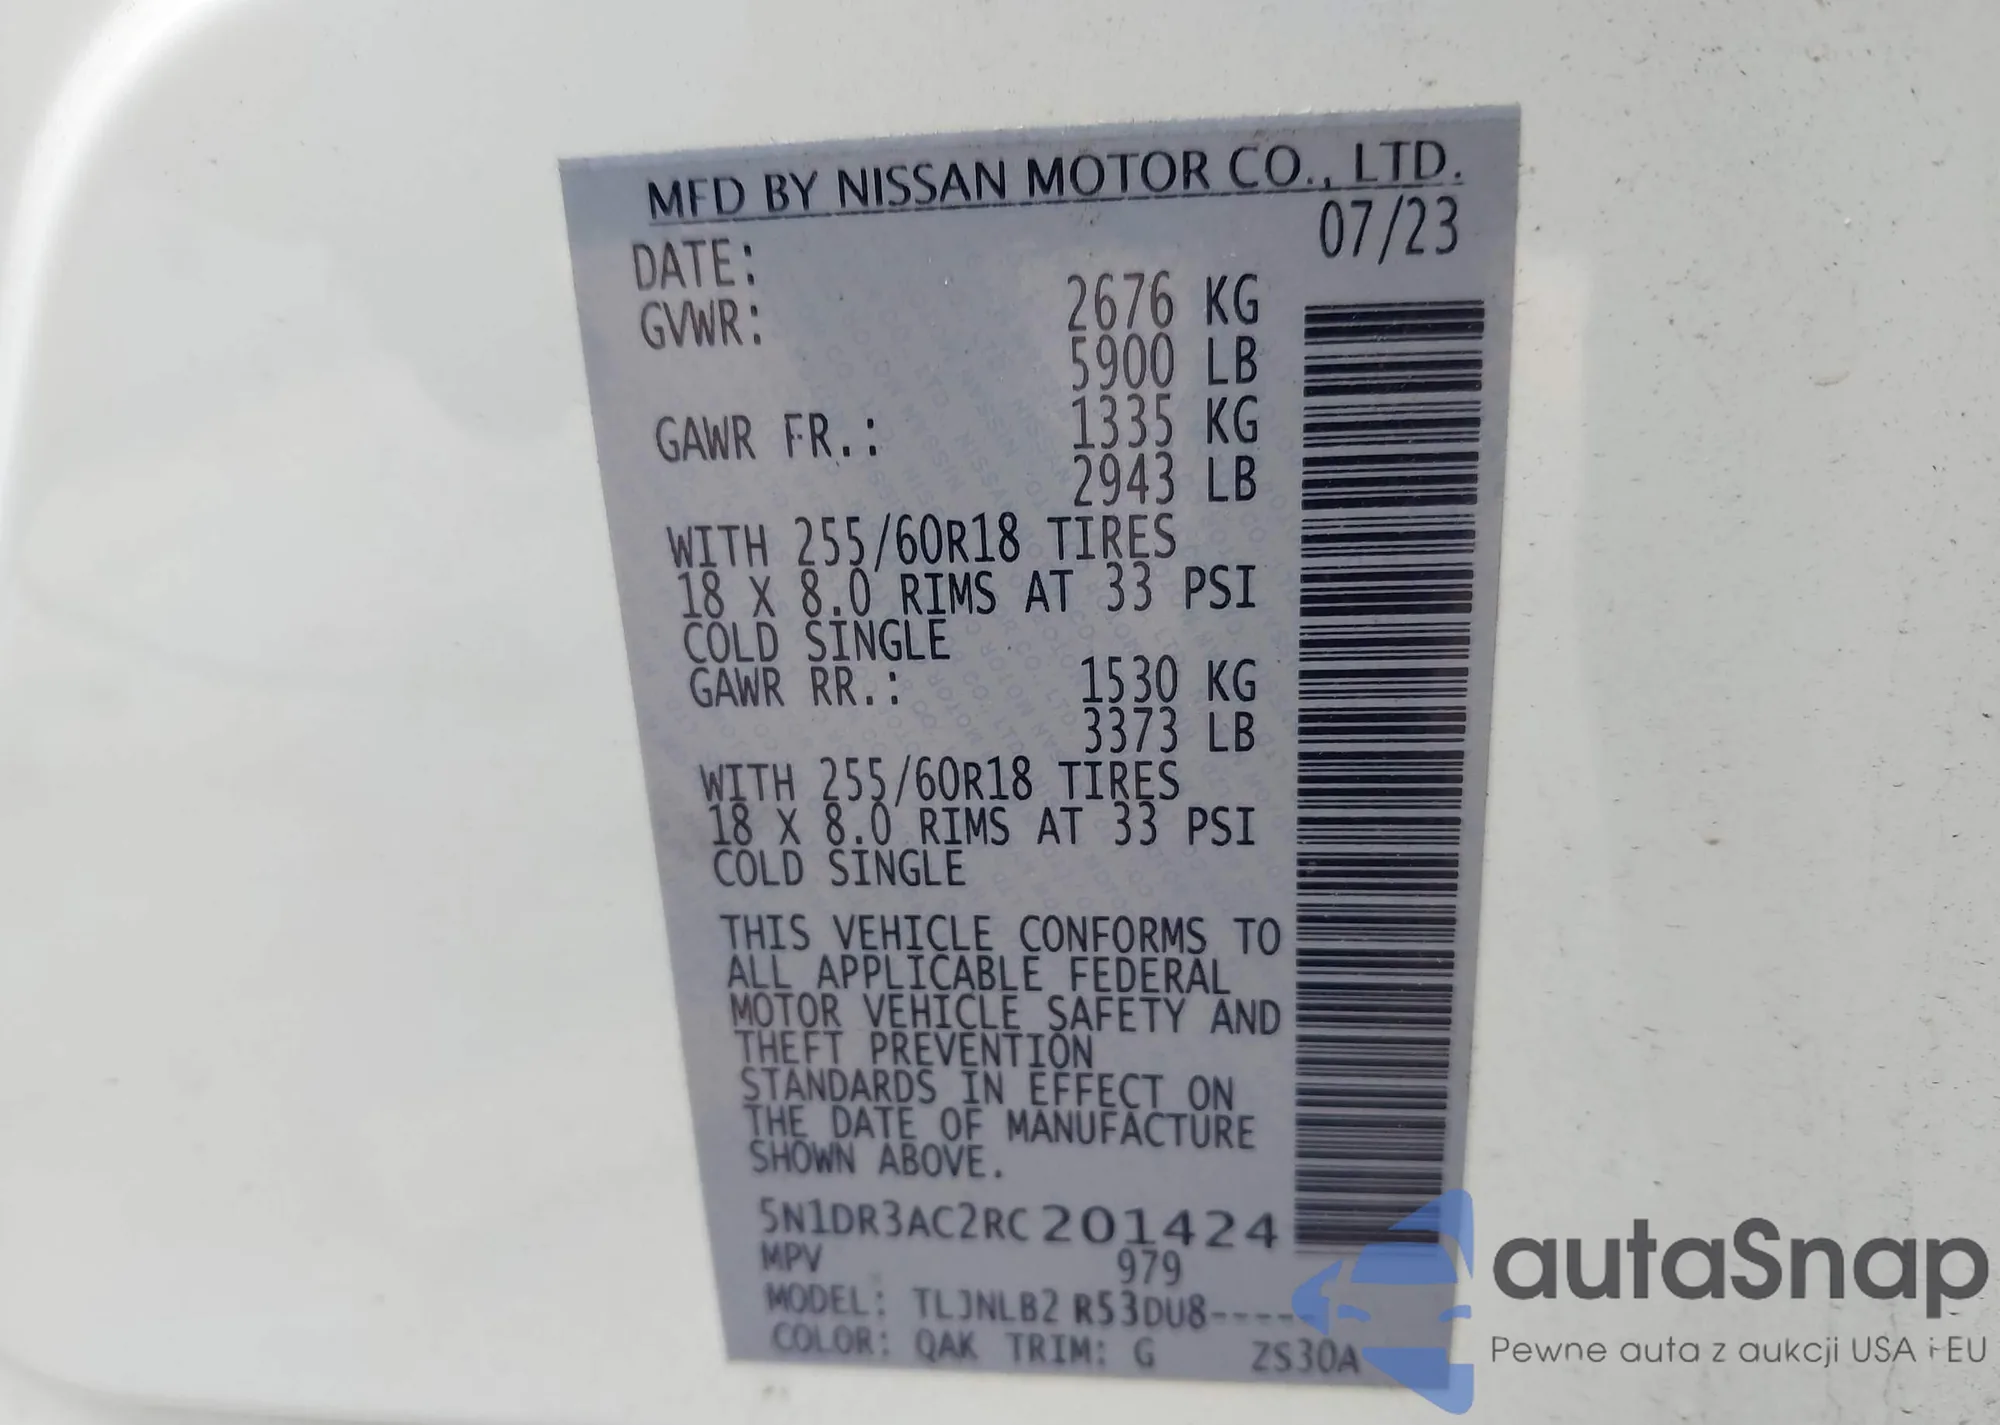 MFD BY NISSAN MOTOR CO., LTD.
DATE: 07/23
GVWR: 2676 KG
5900 LB
GAWR FR.: 1335 KG
2943 LB
WITH 255/60R18 TIRES
18 X 8.0 RIMS AT 33 PSI
COLD SINGLE
GAWR RR.: 1530 KG
3373 LB
WITH 255/60R18 TIRES
18 X 8.0 RIMS AT 33 PSI
COLD SINGLE
THIS VEHICLE CONFORMS TO
ALL APPLICABLE FEDERAL
MOTOR VEHICLE SAFETY AND
THEFT PREVENTION
STANDARDS IN EFFECT ON
THE DATE OF MANUFACTURE
SHOWN ABOVE.
5N1DR3AC2RC201424
MPV 979
MODEL: TLJNLB2 R53DU8-----
COLOR: QAK TRIM: G ZS30A
autaSnap
Pewne auta z aukcji USA i EU